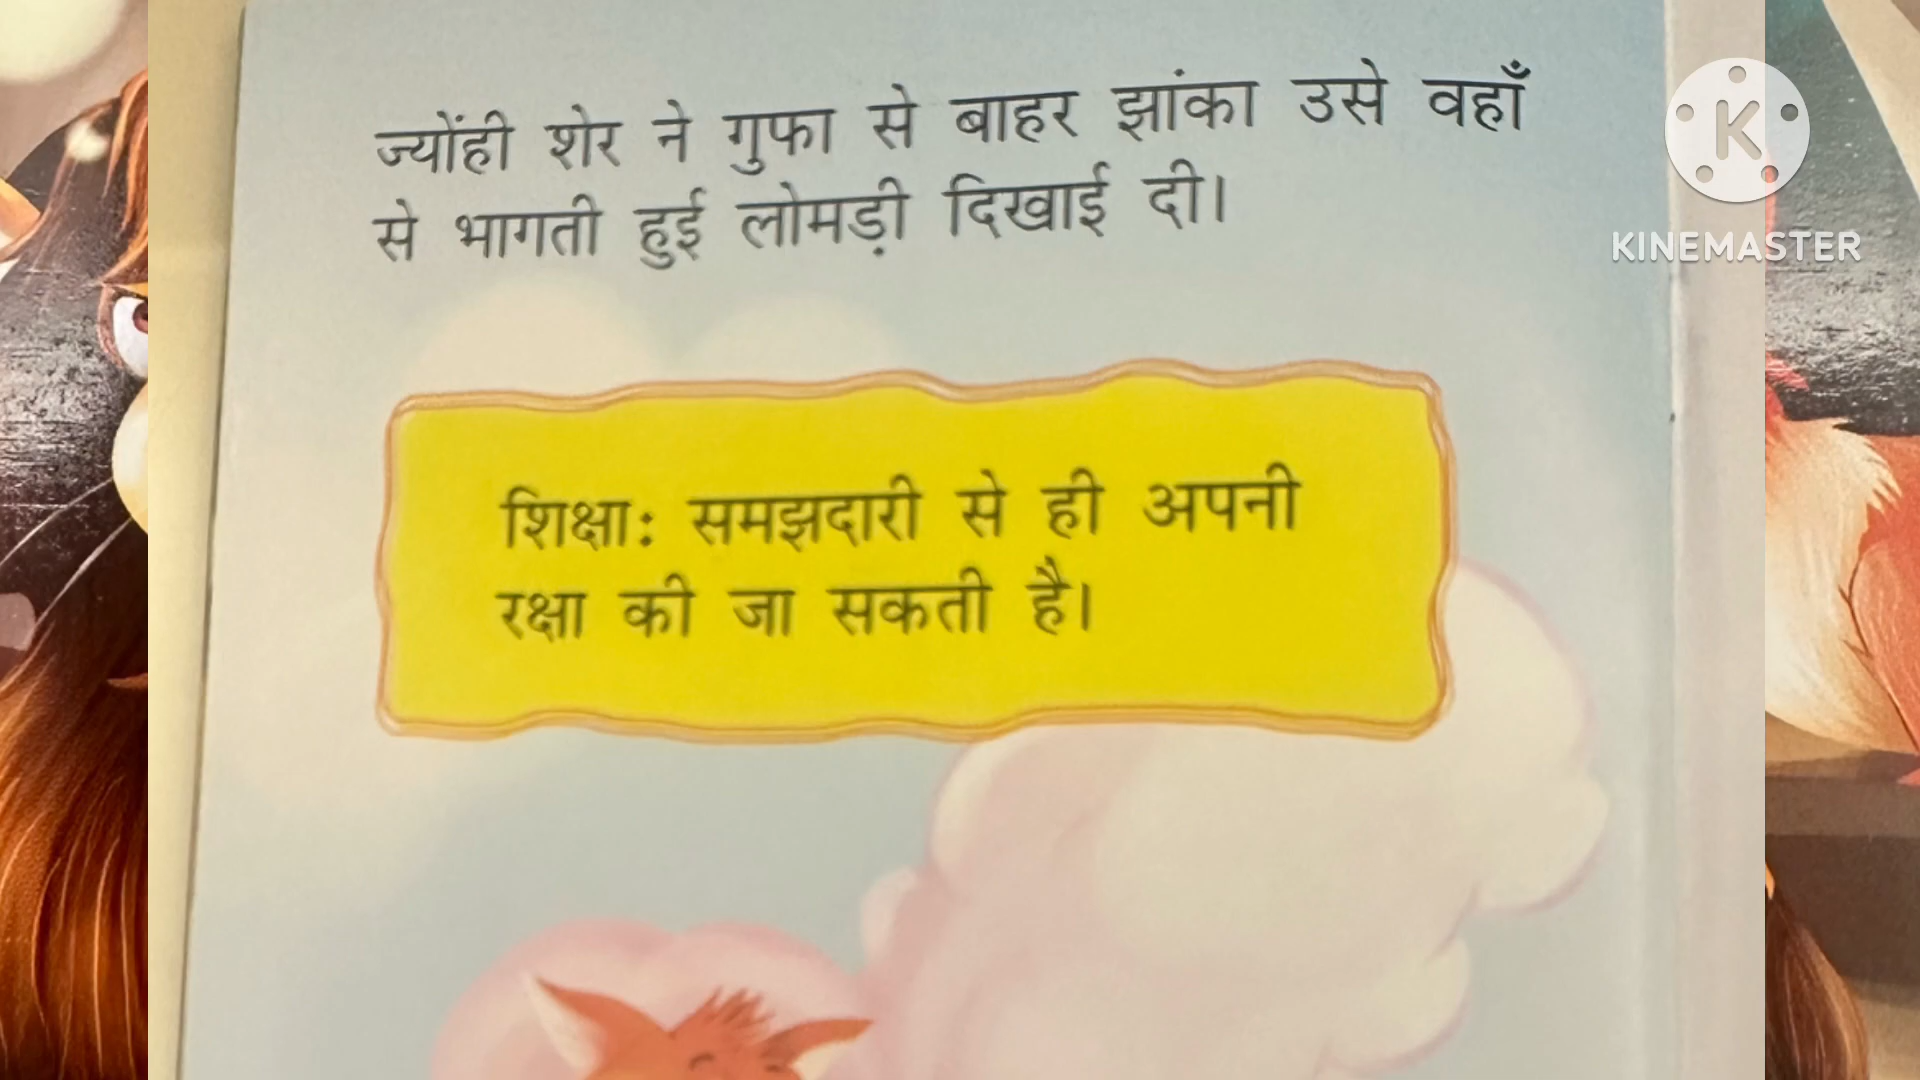 ज्योंही शेर ने गुफा से बाहर झांका उसे वहाँ
से भागती हुई लोमड़ी दिखाई दी।
शिक्षाः समझदारी से ही अपनी
रक्षा की जा सकती है।
K
KINEMASTER